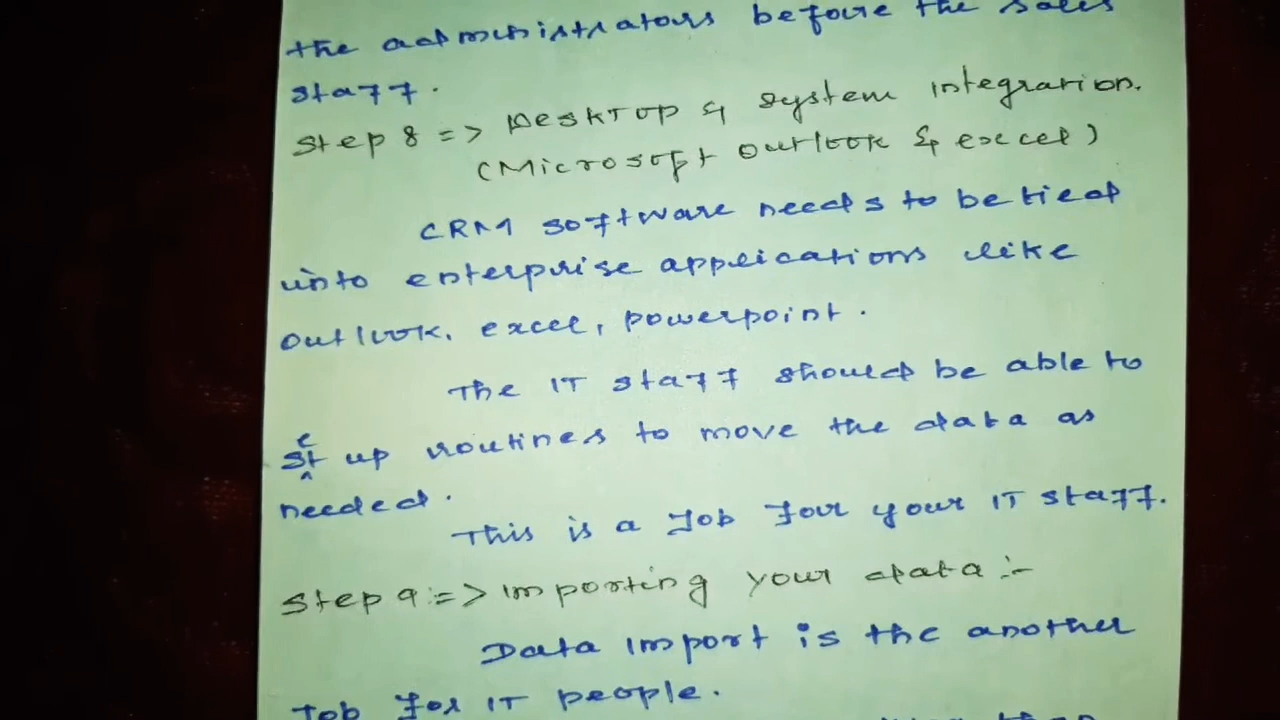 the administrators before the sales
staff.
Step 8 => Desktop & system integration.
(Microsoft outlook & excel)
CRM software needs to be tied
into enterprise applications like
outlook, excel, powerpoint.
The IT staff should be able to
set up routines to move the data as
needed.
This is a Job for your IT staff.
Step 9 :=> importing your data :-
Data import is the another
Job for IT people.
than